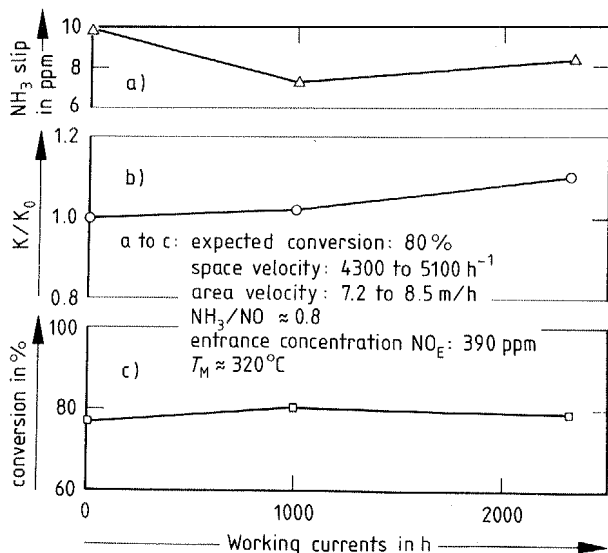 NH3 slip
in ppm
10
8
6
a)
K/K0
1.2
1.0
0.8
b)
a to c: expected conversion: 80 %
space velocity: 4300 to 5100 h⁻¹
area velocity: 7.2 to 8.5 m/h
NH3/NO ≈ 0.8
entrance concentration NOE: 390 ppm
TM ≈ 320°C
conversion in %
100
80
60
c)
0
1000
2000
Working currents in h